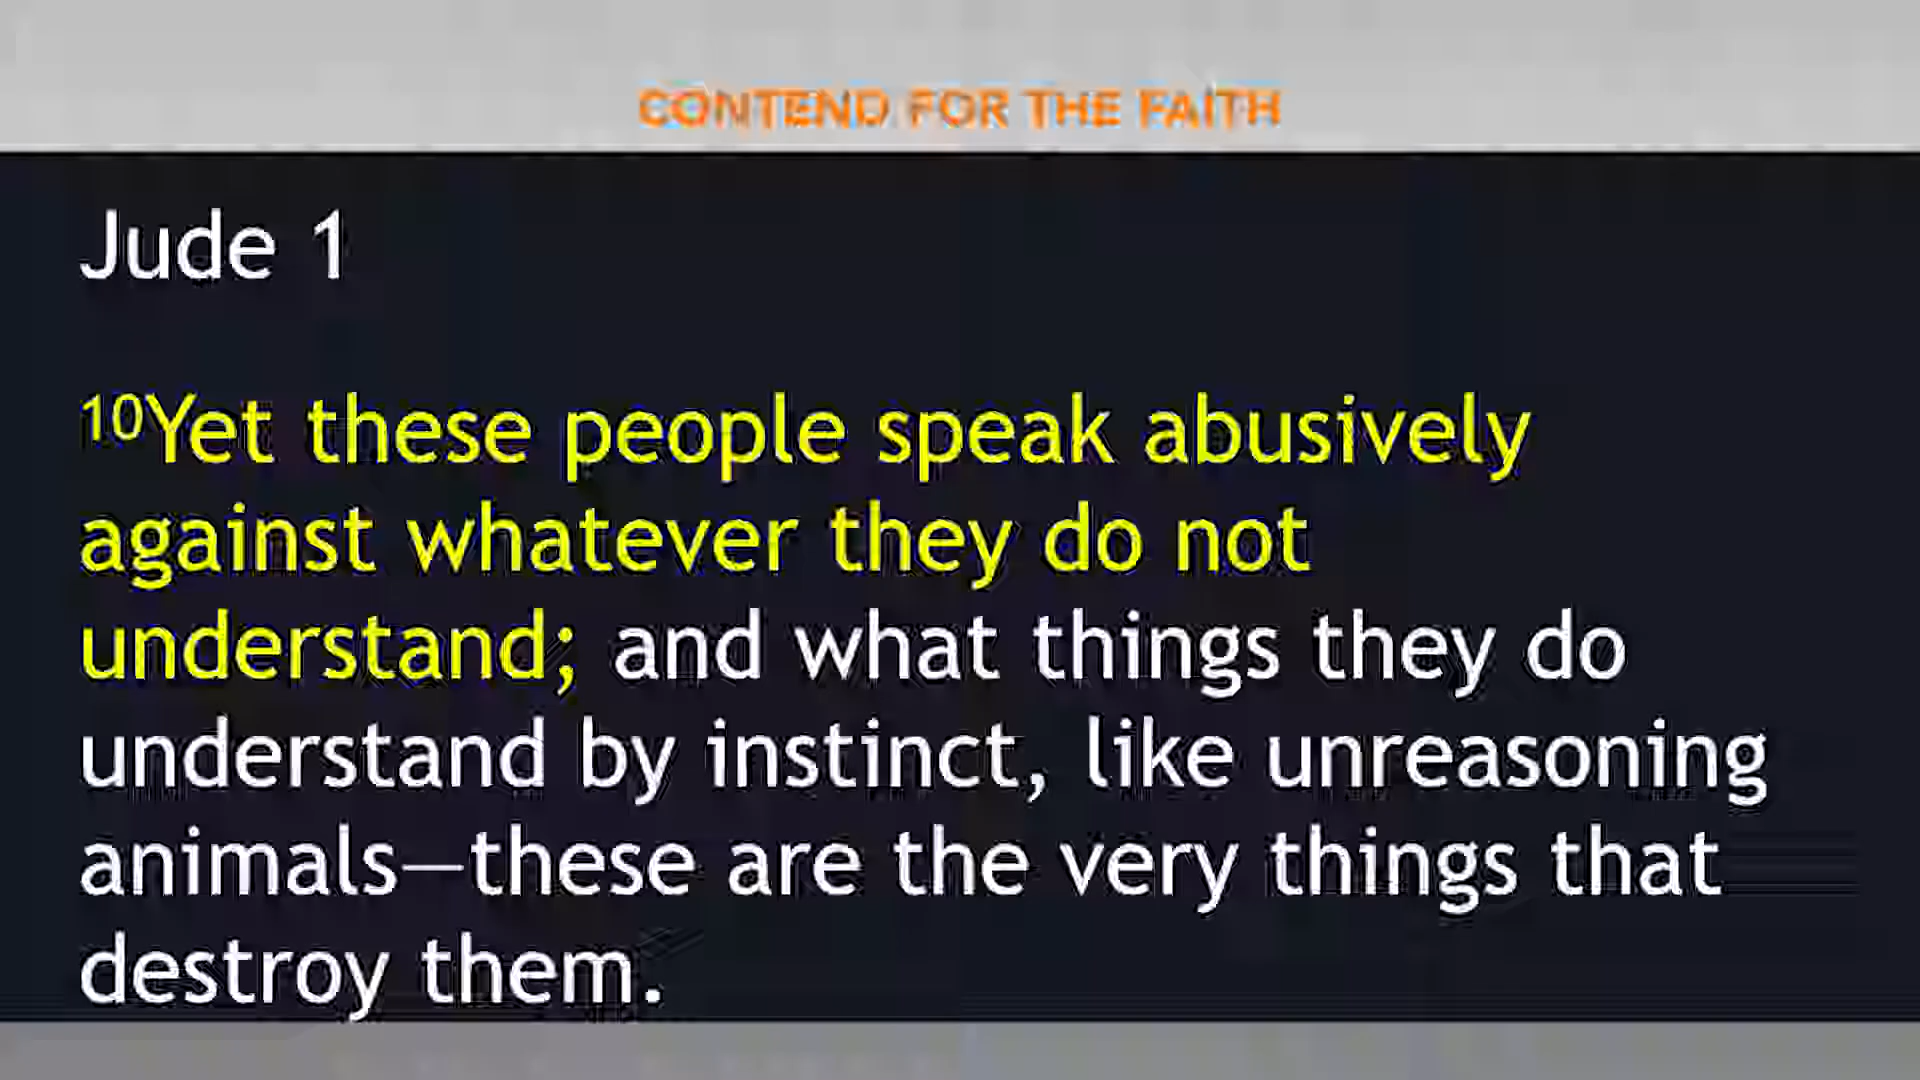 CONTEND FOR THE FAITH
Jude 1
10Yet these people speak abusively
against whatever they do not
understand; and what things they do
understand by instinct, like unreasoning
animals—these are the very things that
destroy them.